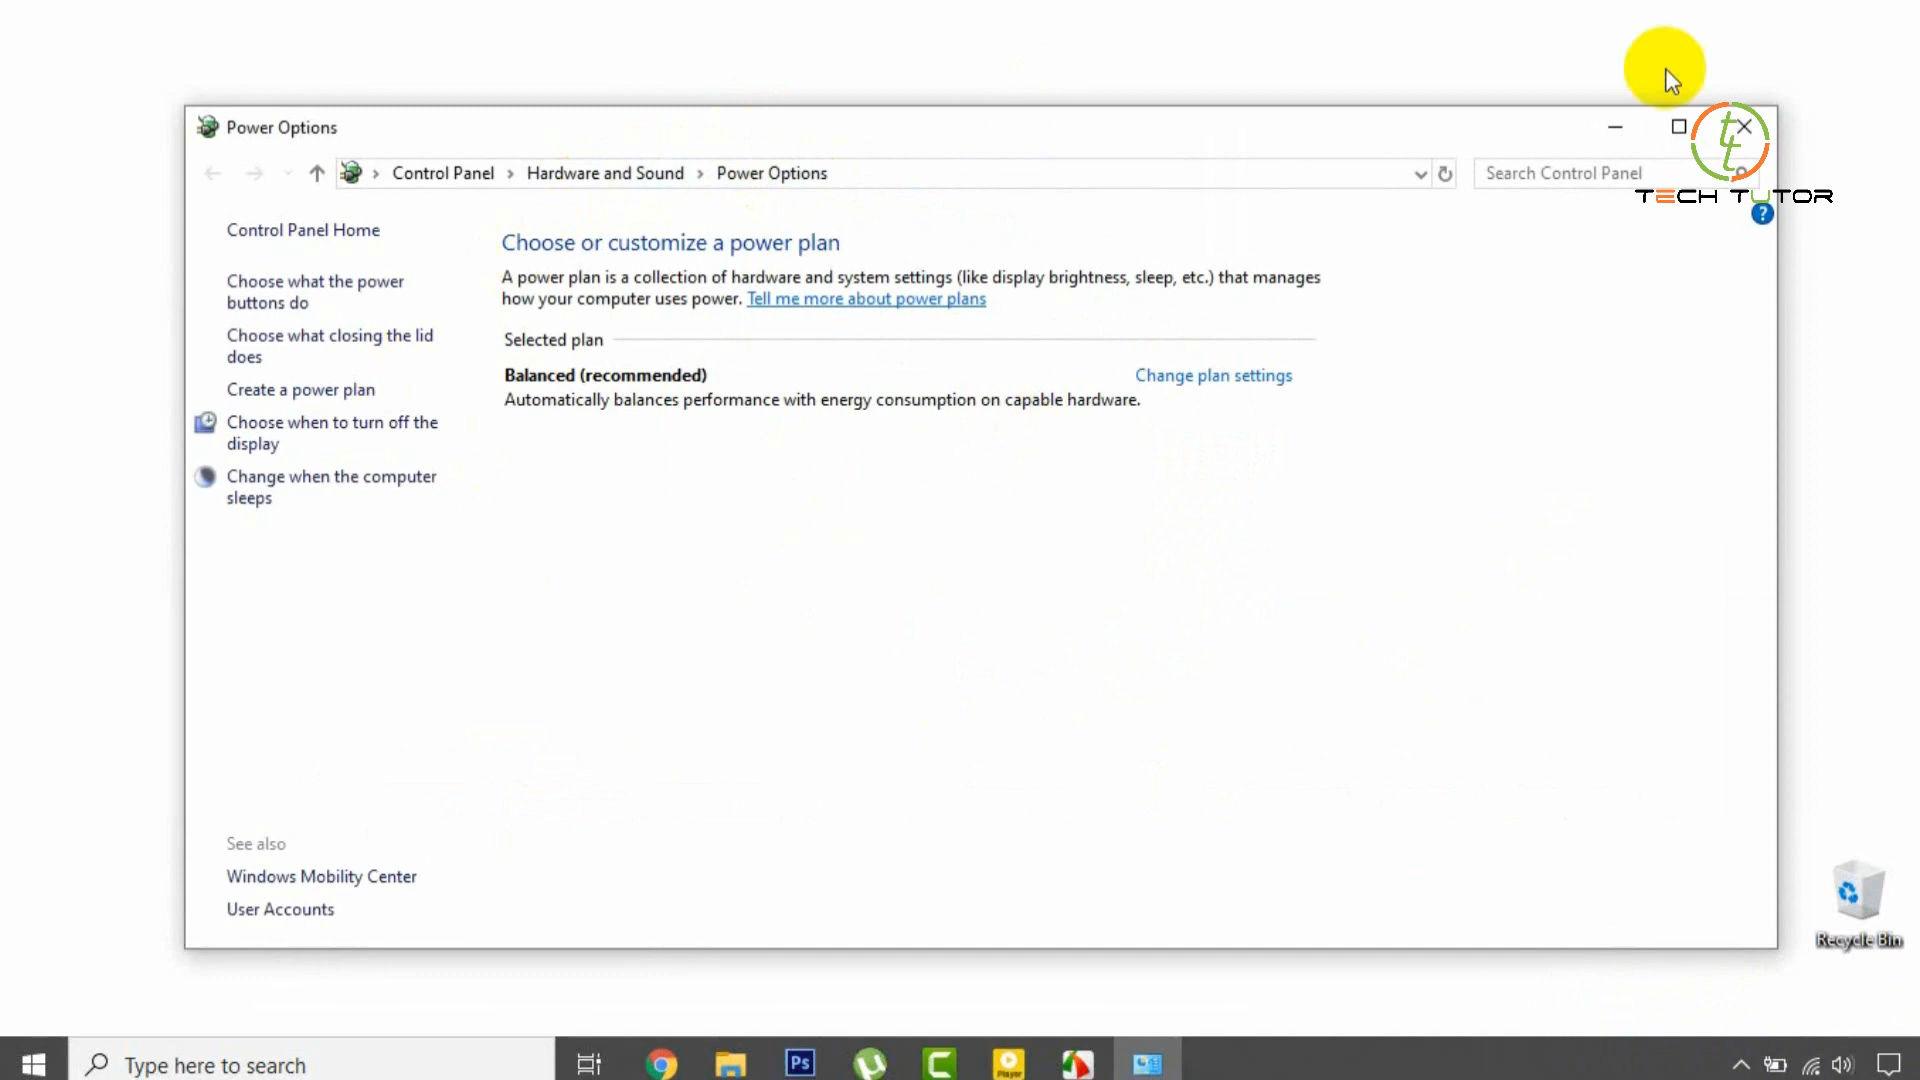 Power Options
Control Panel > Hardware and Sound > Power Options
Search Control Panel
TECH TUTOR
?
Control Panel Home
Choose what the power
buttons do
Choose what closing the lid
does
Create a power plan
Choose when to turn off the
display
Change when the computer
sleeps
Choose or customize a power plan
A power plan is a collection of hardware and system settings (like display brightness, sleep, etc.) that manages
how your computer uses power. Tell me more about power plans
Selected plan
Balanced (recommended)
Change plan settings
Automatically balances performance with energy consumption on capable hardware.
See also
Windows Mobility Center
User Accounts
Recycle Bin
Type here to search
Ps
Player